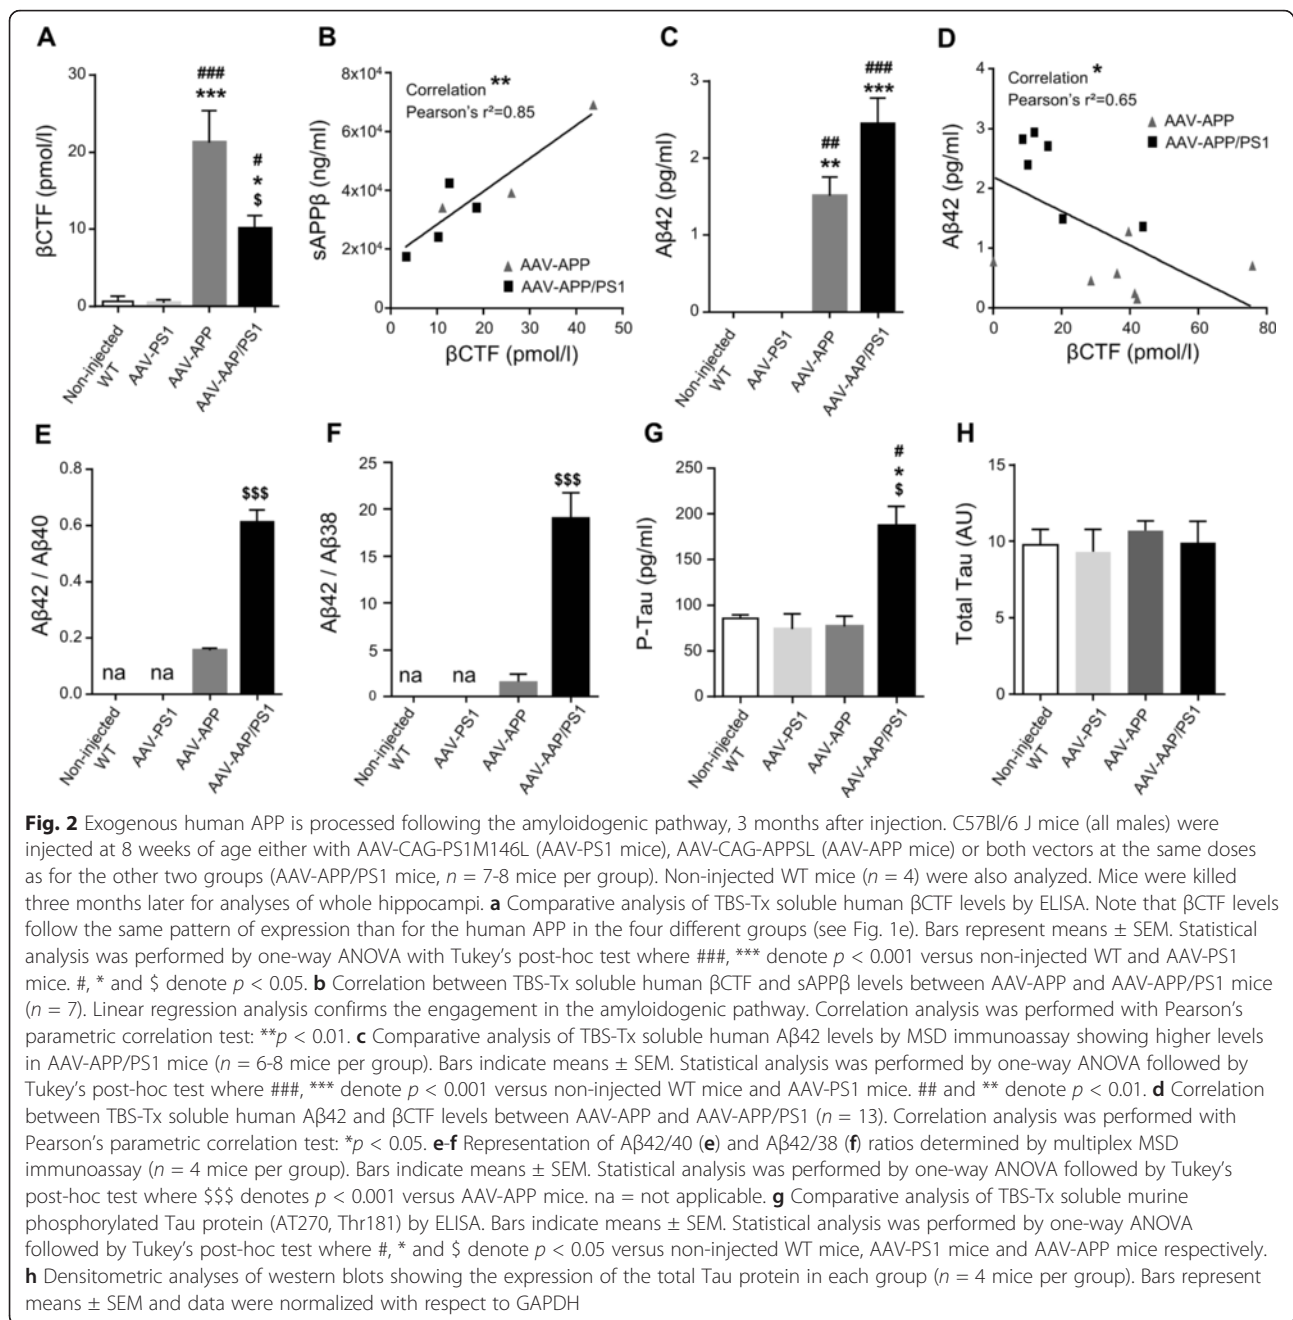 A
βCTF (pmol/l)
30
20
10
0
###
***
#
*
$
Non-injected
WT
AAV-PS1
AAV-APP
AAV-AAP/PS1
B
sAPPβ (ng/ml)
8x10⁴
6x10⁴
4x10⁴
2x10⁴
0
Correlation **
Pearson's r²=0.85
AAV-APP
AAV-APP/PS1
0 10 20 30 40 50
βCTF (pmol/l)
C
Aβ42 (pg/ml)
3
2
1
0
##
**
###
***
Non-injected
WT
AAV-PS1
AAV-APP
AAV-AAP/PS1
D
Aβ42 (pg/ml)
4
3
2
1
0
Correlation *
Pearson's r²=0.65
AAV-APP
AAV-APP/PS1
0 20 40 60 80
βCTF (pmol/l)
E
Aβ42 / Aβ40
0.8
0.6
0.4
0.2
0.0
na na
$$$
Non-injected
WT
AAV-PS1
AAV-APP
AAV-AAP/PS1
F
Aβ42 / Aβ38
25
20
15
10
5
0
na na
$$$
Non-injected
WT
AAV-PS1
AAV-APP
AAV-AAP/PS1
G
P-Tau (pg/ml)
250
200
150
100
50
0
#
*
$
Non-injected
WT
AAV-PS1
AAV-APP
AAV-AAP/PS1
H
Total Tau (AU)
15
10
5
0
Non-injected
WT
AAV-PS1
AAV-APP
AAV-AAP/PS1
Fig. 2 Exogenous human APP is processed following the amyloidogenic pathway, 3 months after injection. C57Bl/6 J mice (all males) were
injected at 8 weeks of age either with AAV-CAG-PS1M146L (AAV-PS1 mice), AAV-CAG-APPSL (AAV-APP mice) or both vectors at the same doses
as for the other two groups (AAV-APP/PS1 mice, n = 7-8 mice per group). Non-injected WT mice (n = 4) were also analyzed. Mice were killed
three months later for analyses of whole hippocampi. a Comparative analysis of TBS-Tx soluble human βCTF levels by ELISA. Note that βCTF levels
follow the same pattern of expression than for the human APP in the four different groups (see Fig. 1e). Bars represent means ± SEM. Statistical
analysis was performed by one-way ANOVA with Tukey's post-hoc test where ###, *** denote p < 0.001 versus non-injected WT and AAV-PS1
mice. #, * and $ denote p < 0.05. b Correlation between TBS-Tx soluble human βCTF and sAPPβ levels between AAV-APP and AAV-APP/PS1 mice
(n = 7). Linear regression analysis confirms the engagement in the amyloidogenic pathway. Correlation analysis was performed with Pearson's
parametric correlation test: **p < 0.01. c Comparative analysis of TBS-Tx soluble human Aβ42 levels by MSD immunoassay showing higher levels
in AAV-APP/PS1 mice (n = 6-8 mice per group). Bars indicate means ± SEM. Statistical analysis was performed by one-way ANOVA followed by
Tukey's post-hoc test where ###, *** denote p < 0.001 versus non-injected WT mice and AAV-PS1 mice. ## and ** denote p < 0.01. d Correlation
between TBS-Tx soluble human Aβ42 and βCTF levels between AAV-APP and AAV-APP/PS1 (n = 13). Correlation analysis was performed with
Pearson's parametric correlation test: *p < 0.05. e-f Representation of Aβ42/40 (e) and Aβ42/38 (f) ratios determined by multiplex MSD
immunoassay (n = 4 mice per group). Bars indicate means ± SEM. Statistical analysis was performed by one-way ANOVA followed by Tukey's
post-hoc test where $$$ denotes p < 0.001 versus AAV-APP mice. na = not applicable. g Comparative analysis of TBS-Tx soluble murine
phosphorylated Tau protein (AT270, Thr181) by ELISA. Bars indicate means ± SEM. Statistical analysis was performed by one-way ANOVA
followed by Tukey's post-hoc test where #, * and $ denote p < 0.05 versus non-injected WT mice, AAV-PS1 mice and AAV-APP mice respectively.
h Densitometric analyses of western blots showing the expression of the total Tau protein in each group (n = 4 mice per group). Bars represent
means ± SEM and data were normalized with respect to GAPDH